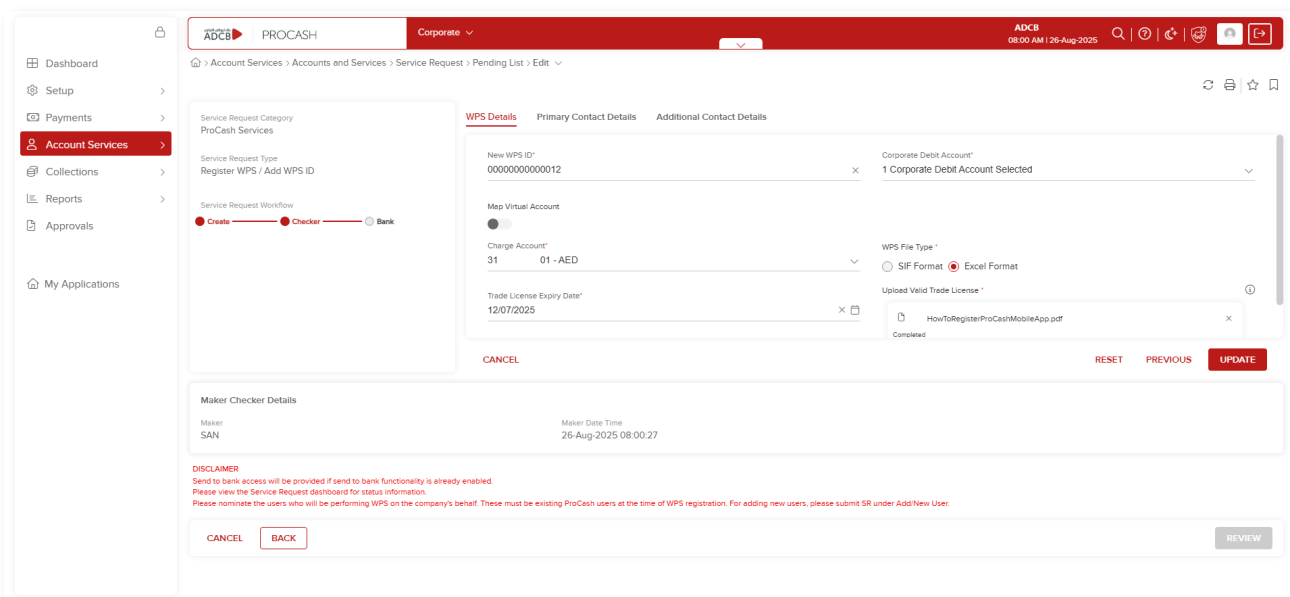 ADCB
PROCASH
Corporate
ADCB
08:00 AM | 26-Aug-2025
Dashboard
Setup
Payments
Account Services
Collections
Reports
Approvals
My Applications
> Account Services > Accounts and Services > Service Request > Pending List > Edit
Service Request Category
ProCash Services
Service Request Type
Register WPS / Add WPS ID
Service Request Workflow
Create Checker Bank
WPS Details Primary Contact Details Additional Contact Details
New WPS ID*
00000000000012
Corporate Debit Account*
1 Corporate Debit Account Selected
Map Virtual Account
Charge Account*
31 01 - AED
WPS File Type *
SIF Format Excel Format
Trade License Expiry Date*
12/07/2025
Upload Valid Trade License *
HowToRegisterProCashMobileApp.pdf
Completed
CANCEL RESET PREVIOUS UPDATE
Maker Checker Details
Maker
SAN
Maker Date Time
26-Aug-2025 08:00:27
DISCLAIMER
Send to bank access will be provided if send to bank functionality is already enabled.
Please view the Service Request dashboard for status information.
Please nominate the users who will be performing WPS on the company's behalf. These must be existing ProCash users at the time of WPS registration. For adding new users, please submit SR under Add/New User.
CANCEL BACK REVIEW